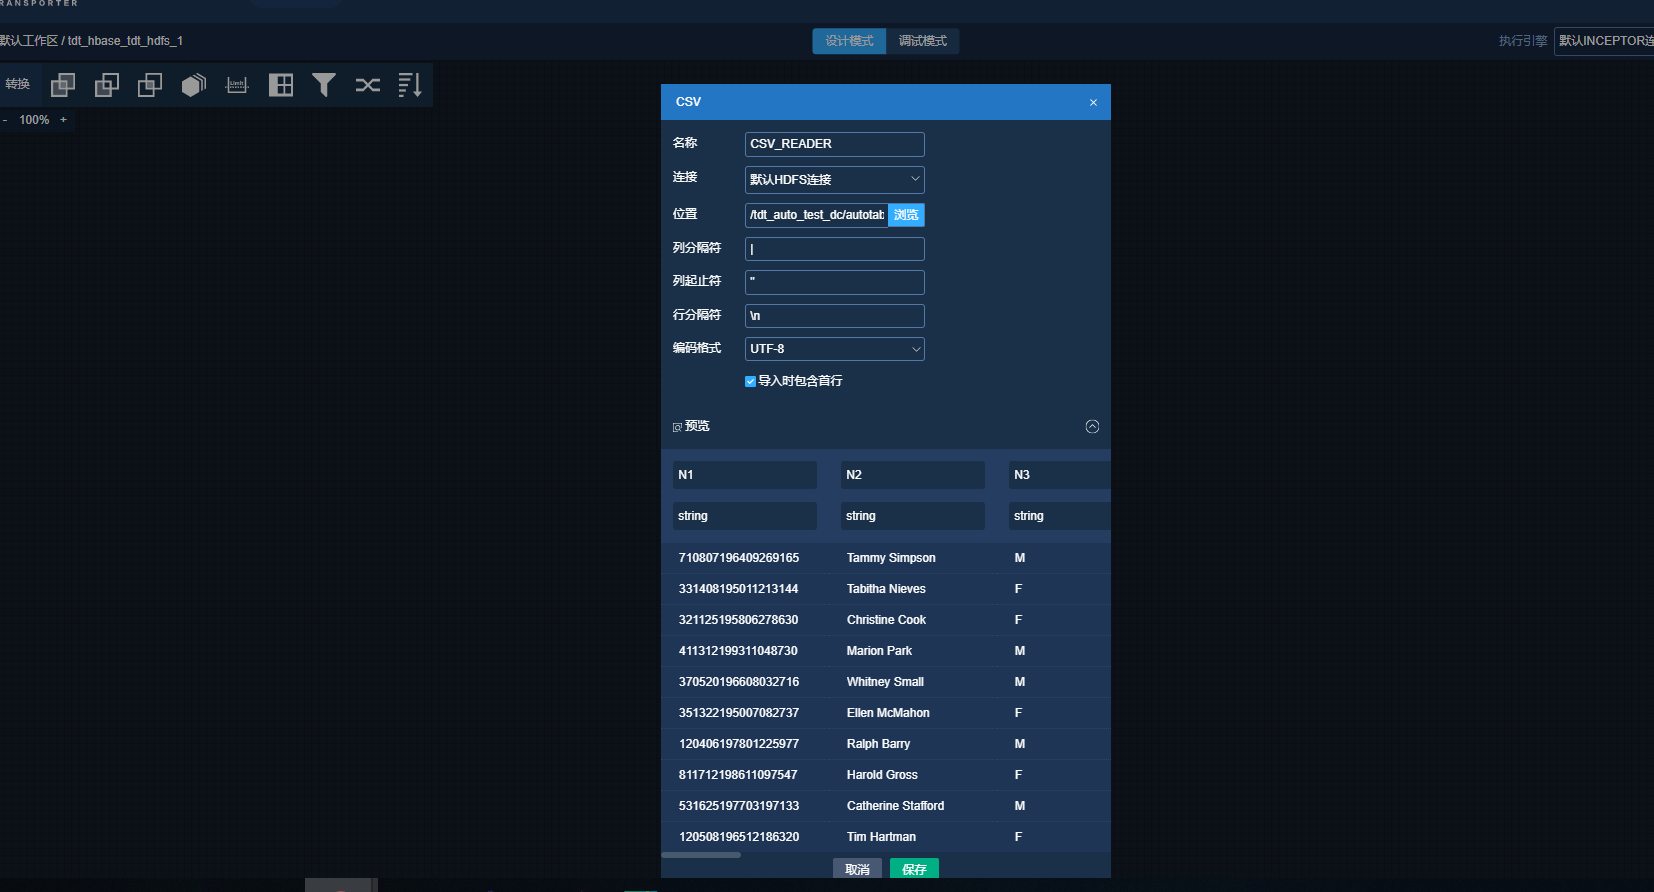 RANSPORTER
默认工作区 / tdt_hbase_tdt_hdfs_1
设计模式 调试模式
执行引擎 默认INCEPTOR连
转换
Limit
- 100% +
CSV ×
名称 CSV_READER
连接 默认HDFS连接
位置 /tdt_auto_test_dc/autotab 浏览
列分隔符 |
列起止符 "
行分隔符 \n
编码格式 UTF-8
导入时包含首行
预览
N1 N2 N3
string string string
710807196409269165 Tammy Simpson M
331408195011213144 Tabitha Nieves F
321125195806278630 Christine Cook F
411312199311048730 Marion Park M
370520196608032716 Whitney Small M
351322195007082737 Ellen McMahon F
120406197801225977 Ralph Barry M
811712198611097547 Harold Gross F
531625197703197133 Catherine Stafford M
120508196512186320 Tim Hartman F
取消 保存